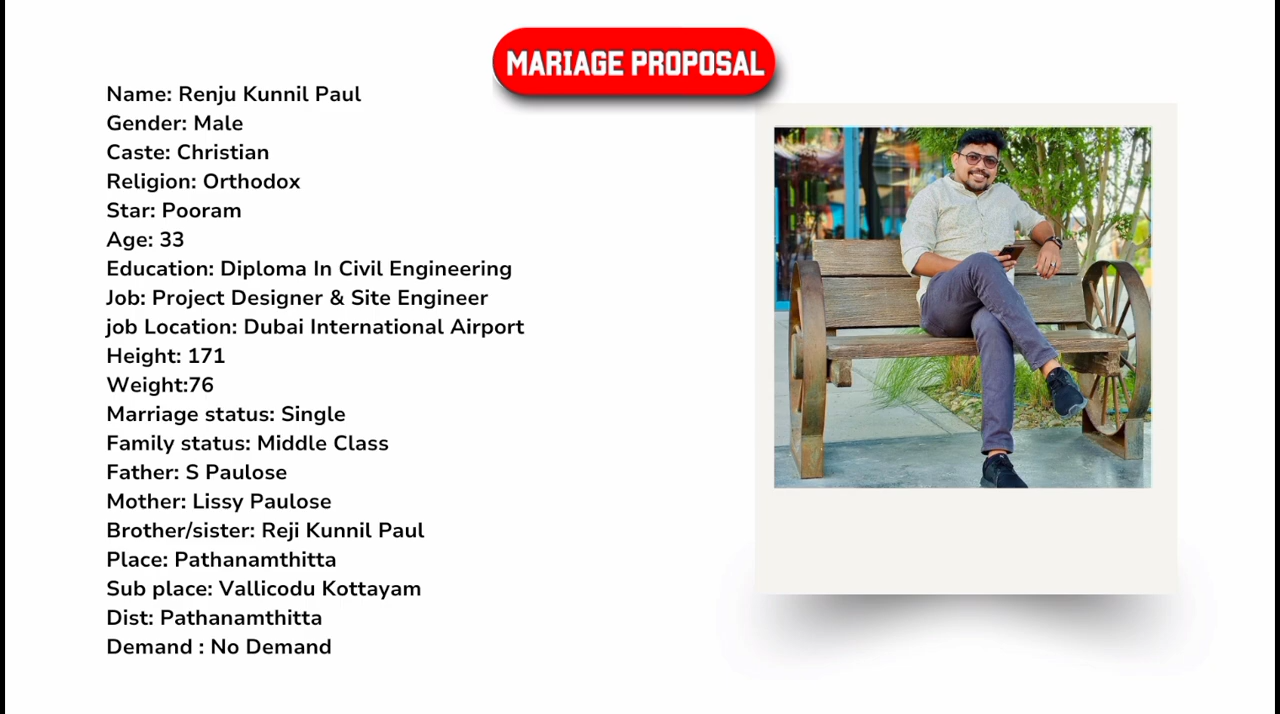 MARIAGE PROPOSAL
Name: Renju Kunnil Paul
Gender: Male
Caste: Christian
Religion: Orthodox
Star: Pooram
Age: 33
Education: Diploma In Civil Engineering
Job: Project Designer & Site Engineer
job Location: Dubai International Airport
Height: 171
Weight:76
Marriage status: Single
Family status: Middle Class
Father: S Paulose
Mother: Lissy Paulose
Brother/sister: Reji Kunnil Paul
Place: Pathanamthitta
Sub place: Vallicodu Kottayam
Dist: Pathanamthitta
Demand : No Demand